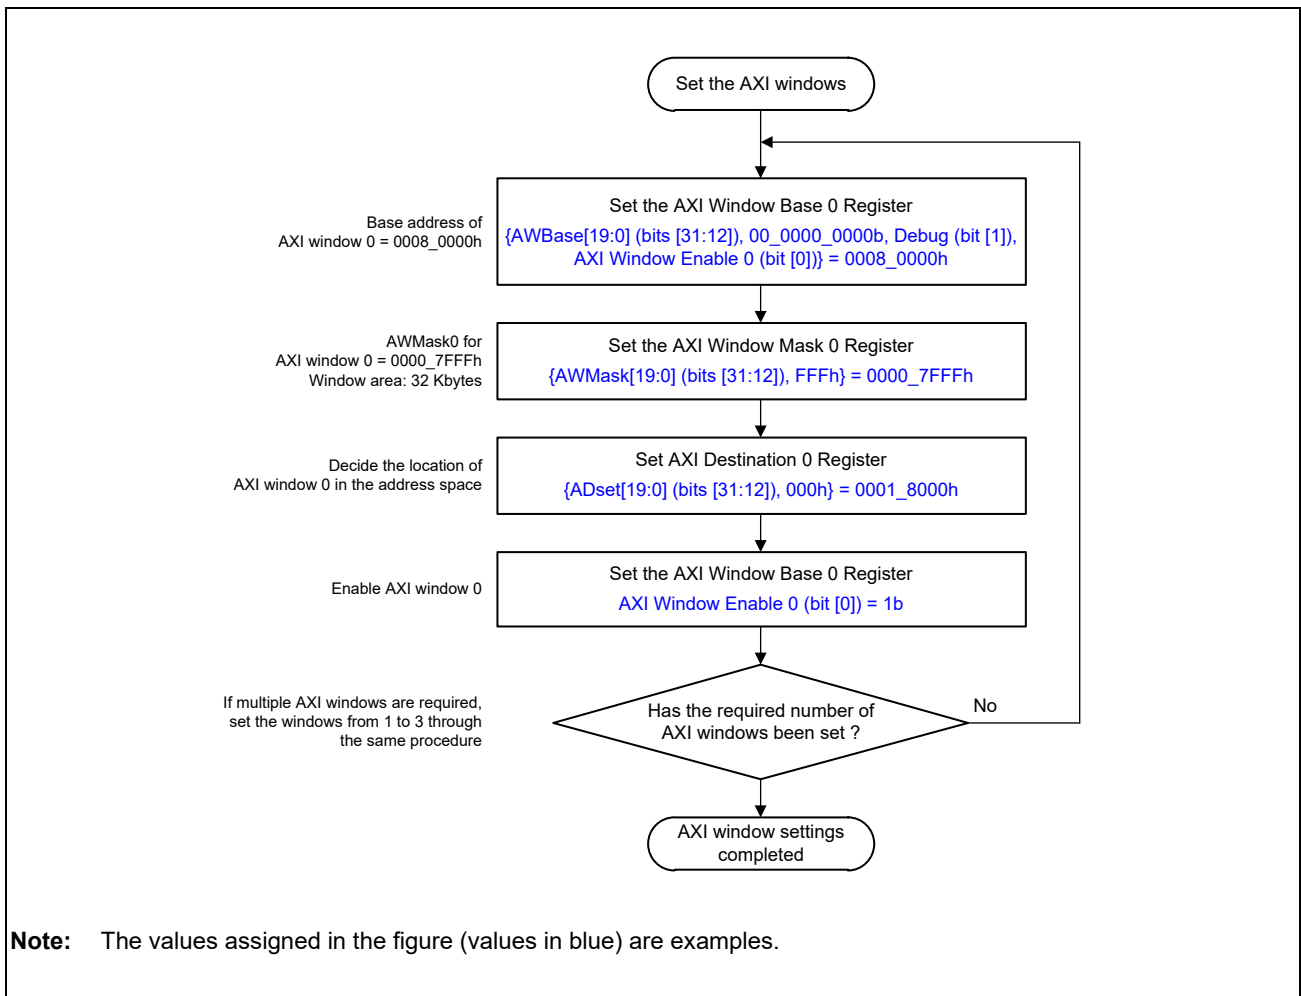 Set the AXI windows
Base address of
AXI window 0 = 0008_0000h
Set the AXI Window Base 0 Register
{AWBase[19:0] (bits [31:12]), 00_0000_0000b, Debug (bit [1]),
AXI Window Enable 0 (bit [0])} = 0008_0000h
AWMask0 for
AXI window 0 = 0000_7FFFh
Window area: 32 Kbytes
Set the AXI Window Mask 0 Register
{AWMask[19:0] (bits [31:12]), FFFh} = 0000_7FFFh
Decide the location of
AXI window 0 in the address space
Set AXI Destination 0 Register
{ADset[19:0] (bits [31:12]), 000h} = 0001_8000h
Enable AXI window 0
Set the AXI Window Base 0 Register
AXI Window Enable 0 (bit [0]) = 1b
If multiple AXI windows are required,
set the windows from 1 to 3 through
the same procedure
Has the required number of
AXI windows been set ?
No
AXI window settings
completed
Note: The values assigned in the figure (values in blue) are examples.